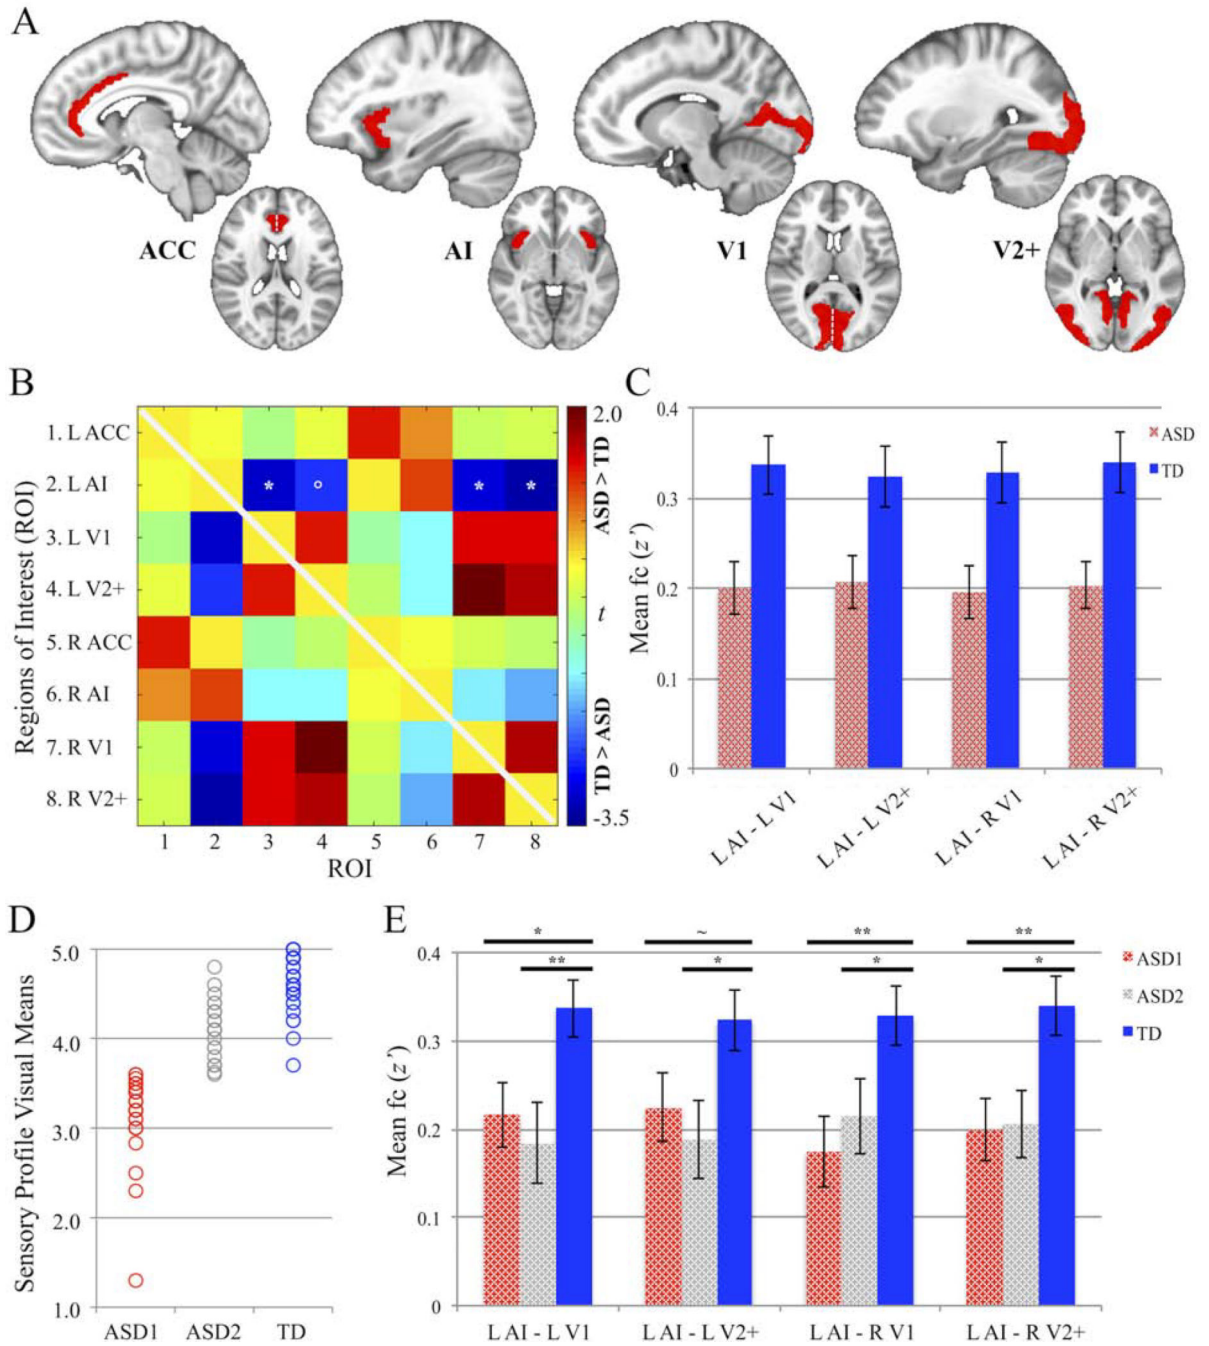 A
ACC
AI
V1
V2+
B
1. L ACC
2. L AI
3. L V1
4. L V2+
5. R ACC
6. R AI
7. R V1
8. R V2+
Regions of Interest (ROI)
* ° * *
1 2 3 4 5 6 7 8
ROI
2.0
ASD > TD
t
TD > ASD
-3.5
C
0.4
0.3
0.2
0.1
0
Mean fc (z’)
ASD
TD
L AI - L V1
L AI - L V2+
L AI - R V1
L AI - R V2+
D
5.0
4.0
3.0
2.0
1.0
Sensory Profile Visual Means
ASD1 ASD2 TD
E
* ~ ** **
** * * *
0.4
0.3
0.2
0.1
0
Mean fc (z’)
ASD1
ASD2
TD
L AI - L V1
L AI - L V2+
L AI - R V1
L AI - R V2+